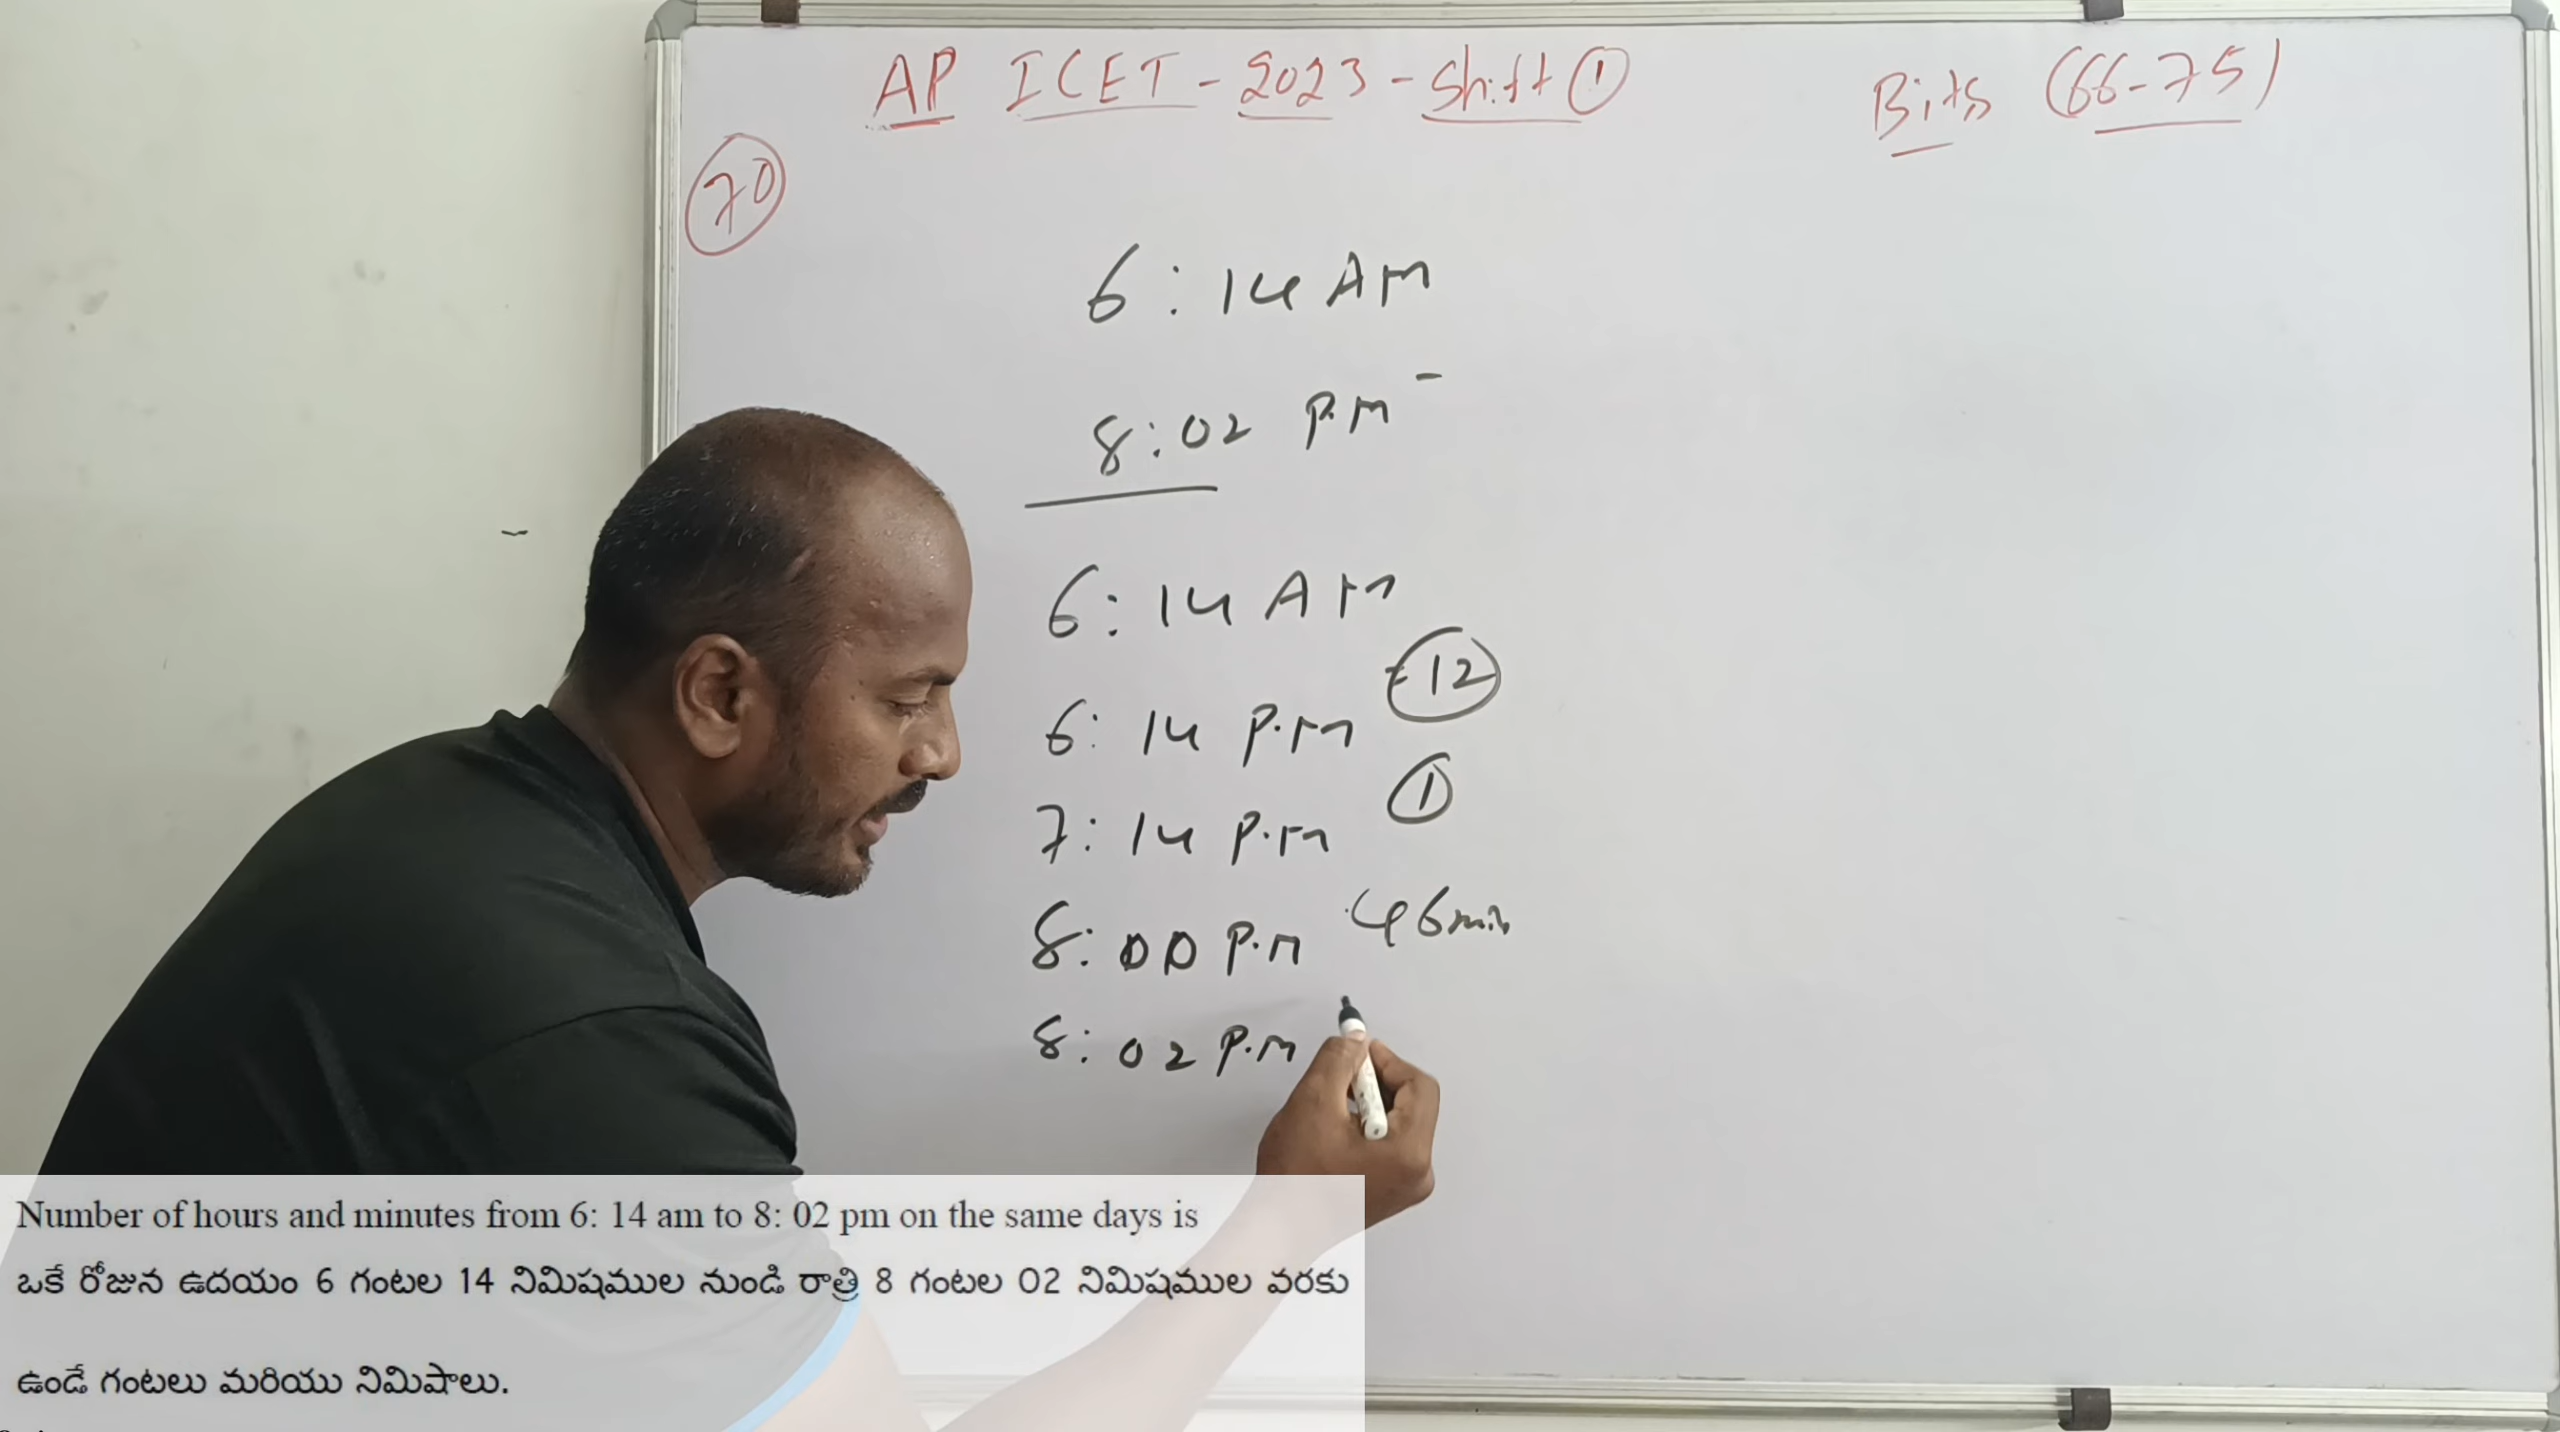 AP ICET - 2023 - Shift ①
Bits (66-75)
70
6 : 14 AM
8 : 02 P.M -
6 : 14 AM
6 : 14 P.M = 12
7 : 14 P.M 1
8 : 00 P.M 46 min
8 : 02 P.M
Number of hours and minutes from 6: 14 am to 8: 02 pm on the same days is
ఒకే రోజున ఉదయం 6 గంటల 14 నిమిషముల నుండి రాత్రి 8 గంటల 02 నిమిషముల వరకు
ఉండే గంటలు మరియు నిమిషాలు.